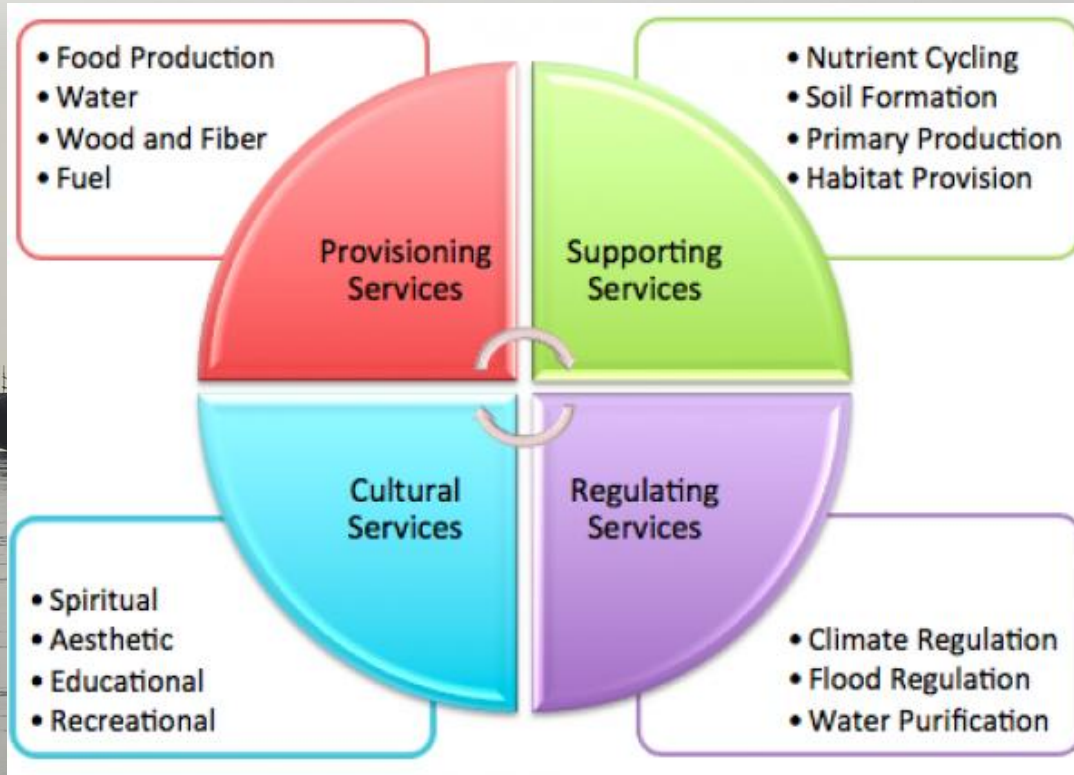 • Food Production
• Water
• Wood and Fiber
• Fuel
Provisioning
Services
• Nutrient Cycling
• Soil Formation
• Primary Production
• Habitat Provision
Supporting
Services
Cultural
Services
• Spiritual
• Aesthetic
• Educational
• Recreational
Regulating
Services
• Climate Regulation
• Flood Regulation
• Water Purification